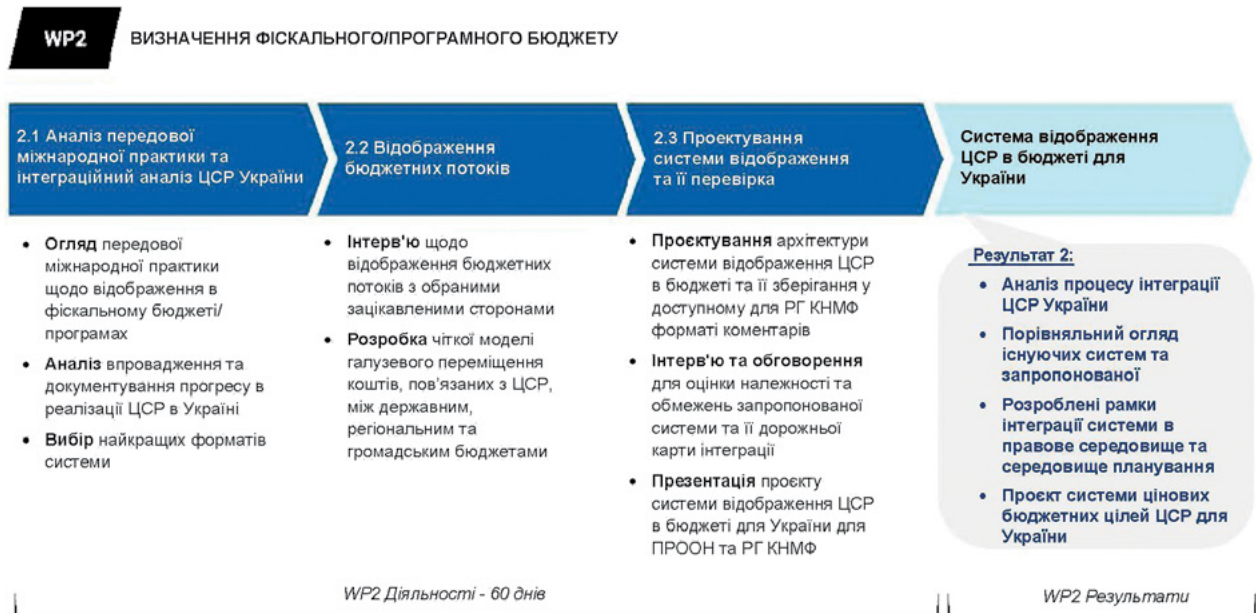 WP2
ВИЗНАЧЕННЯ ФІСКАЛЬНОГО/ПРОГРАМНОГО БЮДЖЕТУ
2.1 Аналіз передової
міжнародної практики та
інтеграційний аналіз ЦСР України
2.2 Відображення
бюджетних потоків
2.3 Проектування
системи відображення
та її перевірка
Система відображення
ЦСР в бюджеті для
України
• Огляд передової
міжнародної практики
щодо відображення в
фіскальному бюджеті/
програмах
• Аналіз впровадження та
документування прогресу в
реалізації ЦСР в Україні
• Вибір найкращих форматів
системи
• Інтерв'ю щодо
відображення бюджетних
потоків з обраними
зацікавленими сторонами
• Розробка чіткої моделі
галузевого переміщення
коштів, пов'язаних з ЦСР,
між державним,
регіональним та
громадським бюджетами
• Проєктування архітектури
системи відображення ЦСР
в бюджеті та її зберігання у
доступному для РГ КНМФ
форматі коментарів
• Інтерв'ю та обговорення
для оцінки належності та
обмежень запропонованої
системи та її дорожньої
карти інтеграції
• Презентація проєкту
системи відображення ЦСР
в бюджеті для України для
ПРООН та РГ КНМФ
Результат 2:
• Аналіз процесу інтеграції
ЦСР України
• Порівняльний огляд
існуючих систем та
запропонованої
• Розроблені рамки
інтеграції системи в
правове середовище та
середовище планування
• Проєкт системи цінових
бюджетних цілей ЦСР для
України
WP2 Діяльності - 60 днів
WP2 Результати